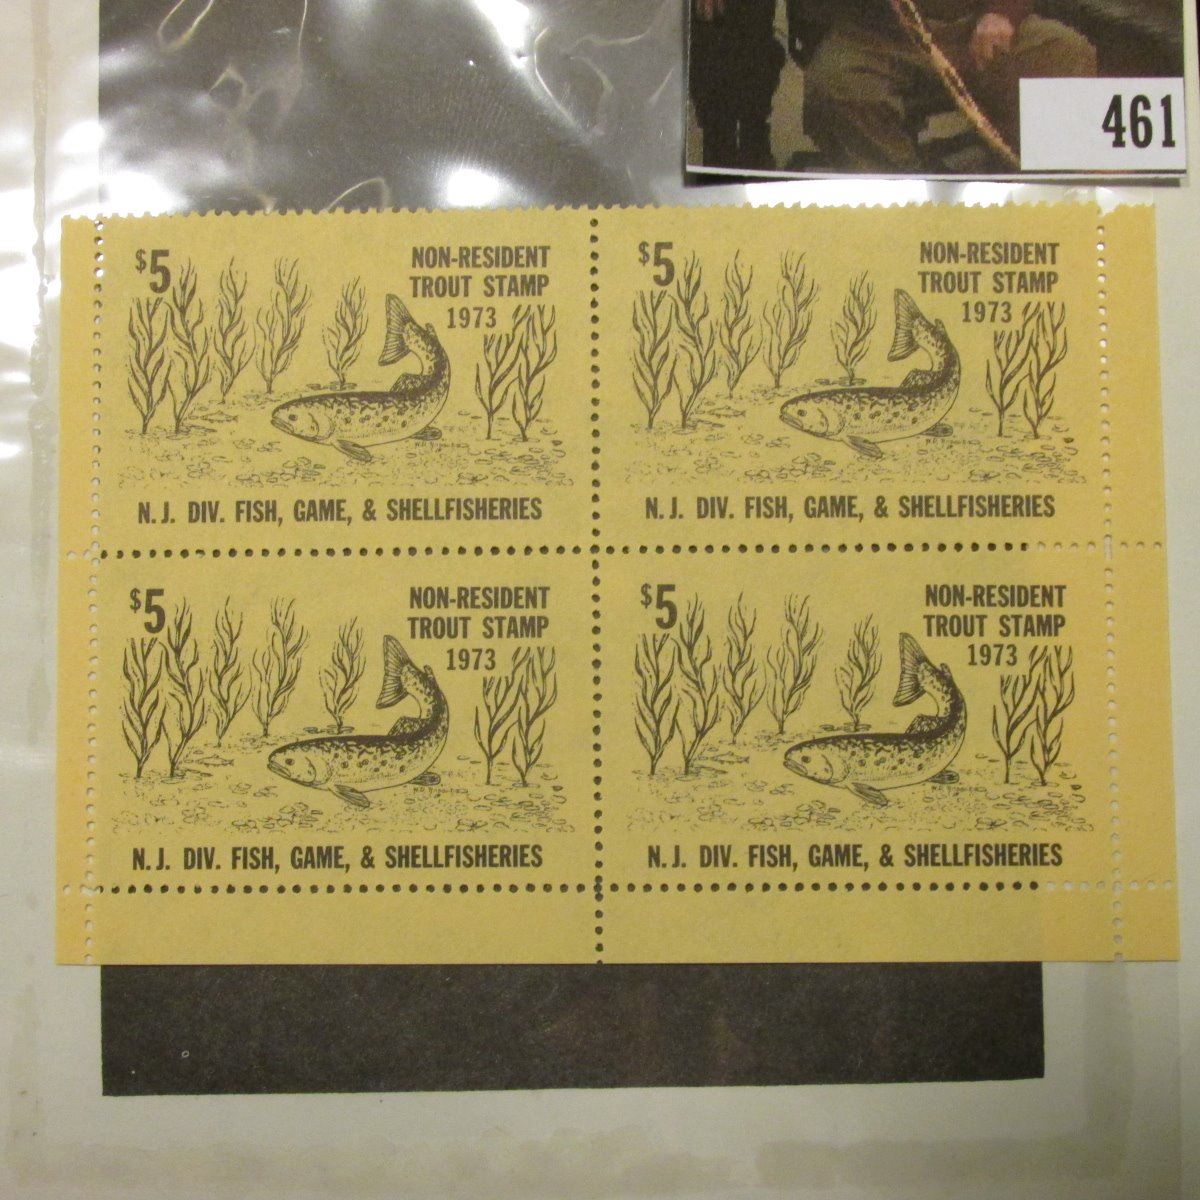 461
$5
NON-RESIDENT
TROUT STAMP
1973
N.J. DIV. FISH, GAME, & SHELLFISHERIES
$5
NON-RESIDENT
TROUT STAMP
1973
N.J. DIV. FISH, GAME, & SHELLFISHERIES
$5
NON-RESIDENT
TROUT STAMP
1973
N.J. DIV. FISH, GAME, & SHELLFISHERIES
$5
NON-RESIDENT
TROUT STAMP
1973
N.J. DIV. FISH, GAME, & SHELLFISHERIES